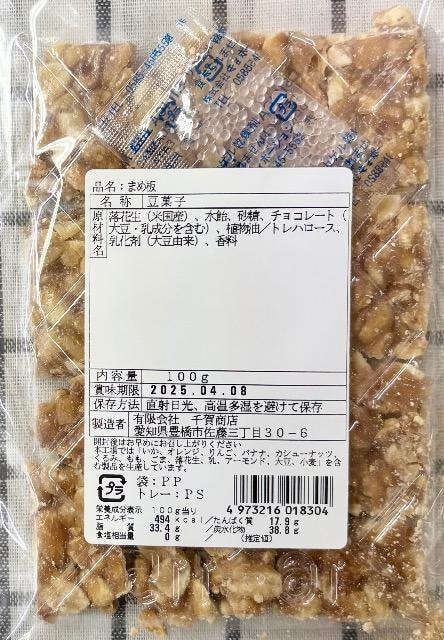 品名:まめ板
名称 豆菓子
原材料名 落花生(米国産)、水飴、砂糖、チョコレート(
大豆・乳成分を含む)、植物油/トレハロース、
乳化剤(大豆由来)、香料
内容量 100g
賞味期限 2025.04.08
保存方法 直射日光、高温多湿を避けて保存
製造者 有限会社 千賀商店
愛知県豊橋市佐藤三丁目30-6
開封後はお早めにお召し上がりください
本工場では「いか、オレンジ、りんご、バナナ、カシューナッツ、
くるみ、もも、ごま、落花生、乳、アーモンド、大豆、小麦」を含
む製品を生産しています。
プラ
袋:PP
トレー:PS
4973216018304
栄養成分表示 100g当り
エネルギー 494kcal/たんぱく質 17.9g
脂質 33.4g/炭水化物 38.8g
食塩相当量 0g (推定値)